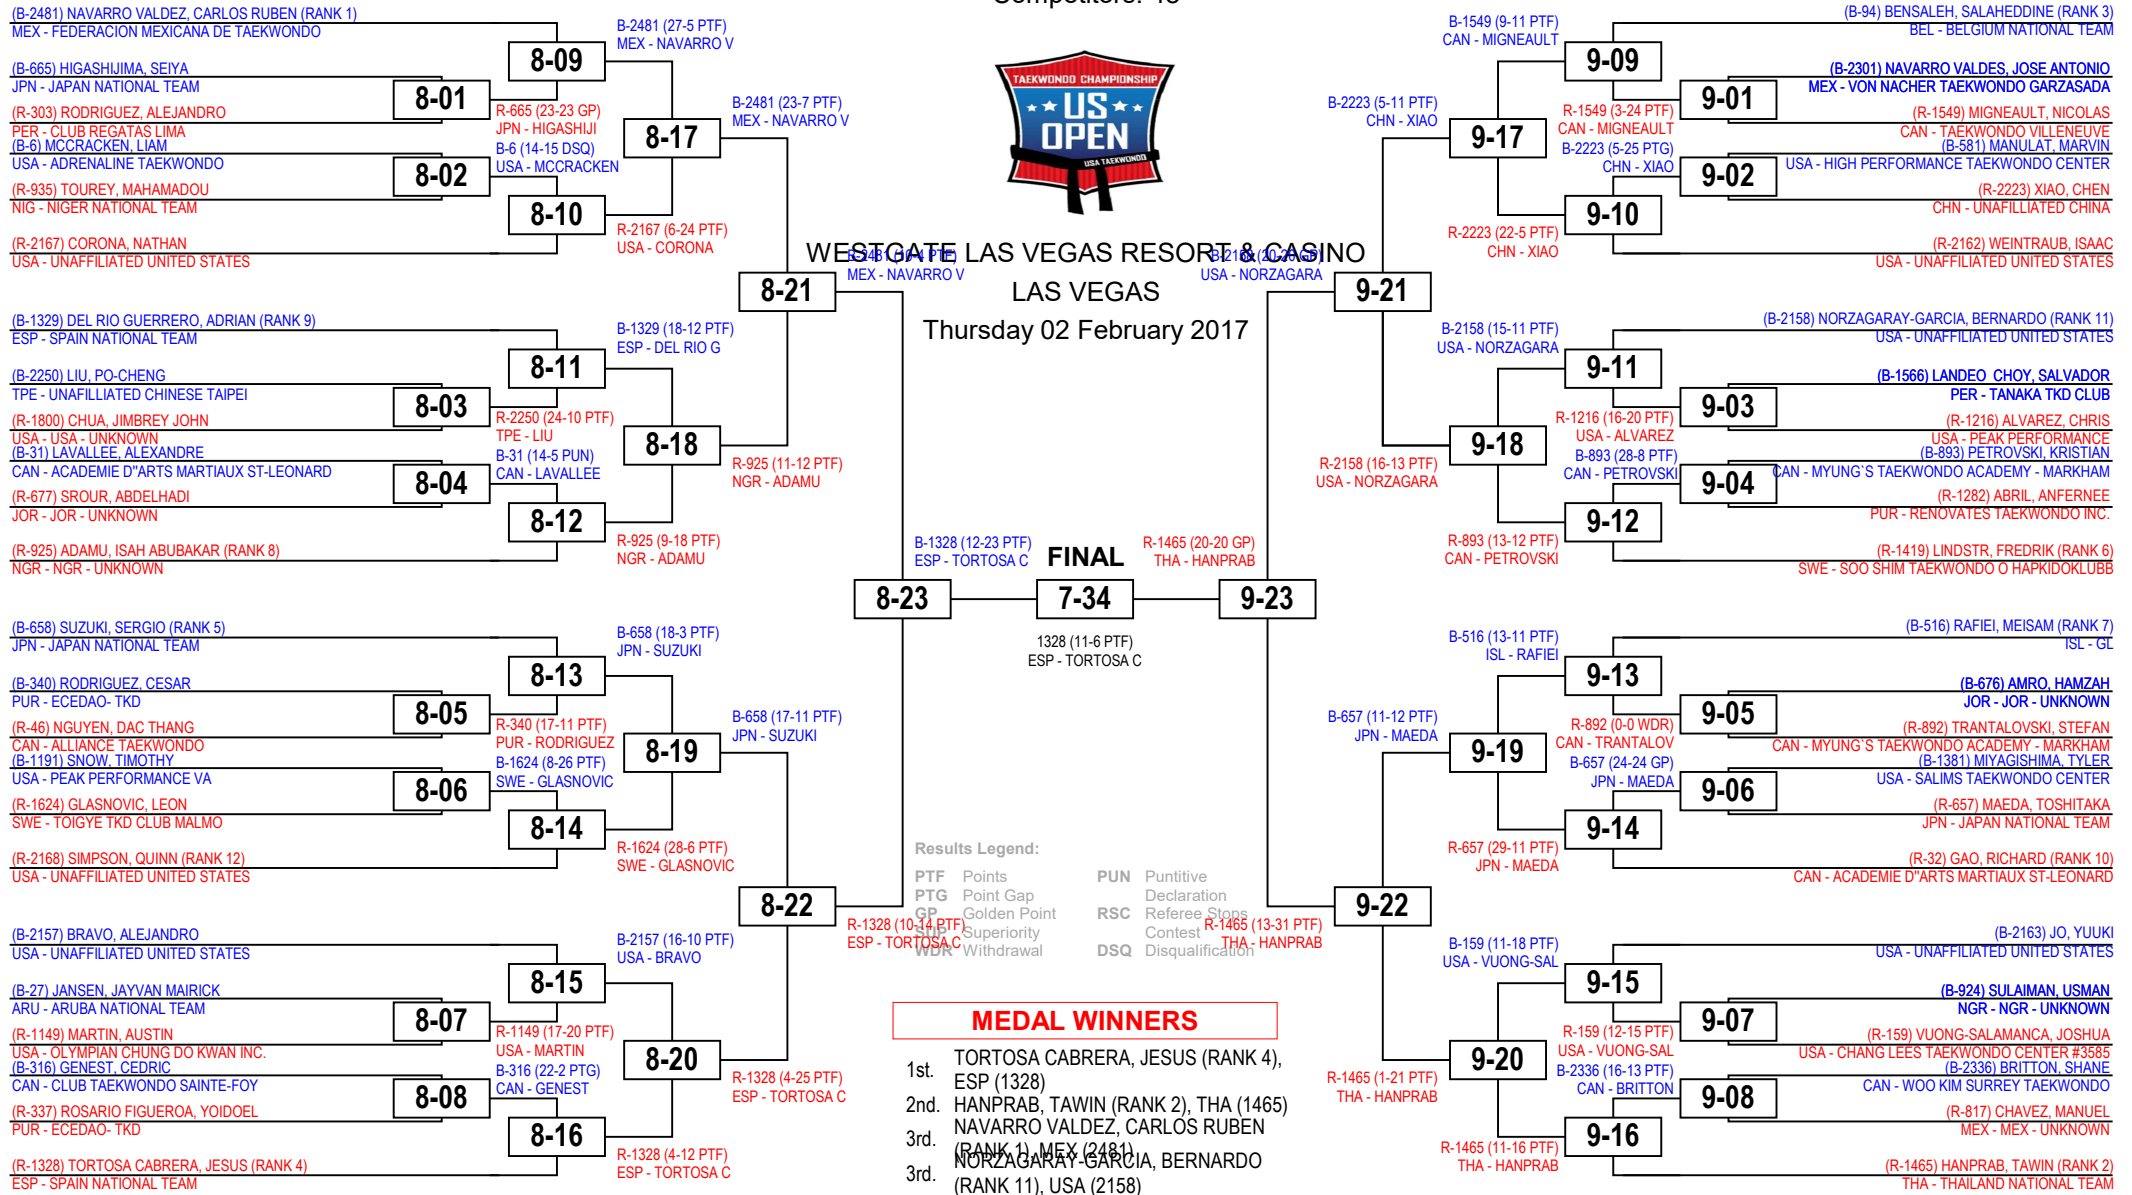 Competitors: 48
(B-2481) NAVARRO VALDEZ, CARLOS RUBEN (RANK 1)
MEX - FEDERACION MEXICANA DE TAEKWONDO
8-09
B-2481 (27-5 PTF)
MEX - NAVARRO V
(B-665) HIGASHIJIMA, SEIYA
JPN - JAPAN NATIONAL TEAM
8-01
(R-303) RODRIGUEZ, ALEJANDRO
PER - CLUB REGATAS LIMA
R-665 (23-23 GP)
JPN - HIGASHIJI
(B-6) MCCRACKEN, LIAM
USA - ADRENALINE TAEKWONDO
8-02
B-6 (14-15 DSQ)
USA - MCCRACKEN
(R-935) TOUREY, MAHAMADOU
NIG - NIGER NATIONAL TEAM
8-10
(R-2167) CORONA, NATHAN
USA - UNAFFILIATED UNITED STATES
R-2167 (6-24 PTF)
USA - CORONA
8-17
B-2481 (23-7 PTF)
MEX - NAVARRO V
8-21
B-2481 (10-4 PTF)
MEX - NAVARRO V
(B-1329) DEL RIO GUERRERO, ADRIAN (RANK 9)
ESP - SPAIN NATIONAL TEAM
8-11
B-1329 (18-12 PTF)
ESP - DEL RIO G
(B-2250) LIU, PO-CHENG
TPE - UNAFILLIATED CHINESE TAIPEI
8-03
(R-1800) CHUA, JIMBREY JOHN
USA - USA - UNKNOWN
R-2250 (24-10 PTF)
TPE - LIU
(B-31) LAVALLEE, ALEXANDRE
CAN - ACADEMIE D"ARTS MARTIAUX ST-LEONARD
8-04
B-31 (14-5 PUN)
CAN - LAVALLEE
(R-677) SROUR, ABDELHADI
JOR - JOR - UNKNOWN
8-12
(R-925) ADAMU, ISAH ABUBAKAR (RANK 8)
NGR - NGR - UNKNOWN
R-925 (9-18 PTF)
NGR - ADAMU
8-18
R-925 (11-12 PTF)
NGR - ADAMU
8-23
B-1328 (12-23 PTF)
ESP - TORTOSA C
(B-658) SUZUKI, SERGIO (RANK 5)
JPN - JAPAN NATIONAL TEAM
8-13
B-658 (18-3 PTF)
JPN - SUZUKI
(B-340) RODRIGUEZ, CESAR
PUR - ECEDAO- TKD
8-05
(R-46) NGUYEN, DAC THANG
CAN - ALLIANCE TAEKWONDO
R-340 (17-11 PTF)
PUR - RODRIGUEZ
(B-1191) SNOW, TIMOTHY
USA - PEAK PERFORMANCE VA
8-06
B-1624 (8-26 PTF)
SWE - GLASNOVIC
(R-1624) GLASNOVIC, LEON
SWE - TOIGYE TKD CLUB MALMO
8-14
(R-2168) SIMPSON, QUINN (RANK 12)
USA - UNAFFILIATED UNITED STATES
R-1624 (28-6 PTF)
SWE - GLASNOVIC
8-19
B-658 (17-11 PTF)
JPN - SUZUKI
8-22
R-1328 (10-14 PTF)
ESP - TORTOSA C
(B-2157) BRAVO, ALEJANDRO
USA - UNAFFILIATED UNITED STATES
8-15
B-2157 (16-10 PTF)
USA - BRAVO
(B-27) JANSEN, JAYVAN MAIRICK
ARU - ARUBA NATIONAL TEAM
8-07
(R-1149) MARTIN, AUSTIN
USA - OLYMPIAN CHUNG DO KWAN INC.
R-1149 (17-20 PTF)
USA - MARTIN
(B-316) GENEST, CEDRIC
CAN - CLUB TAEKWONDO SAINTE-FOY
8-08
B-316 (22-2 PTG)
CAN - GENEST
(R-337) ROSARIO FIGUEROA, YOIDOEL
PUR - ECEDAO- TKD
8-16
(R-1328) TORTOSA CABRERA, JESUS (RANK 4)
ESP - SPAIN NATIONAL TEAM
R-1328 (4-12 PTF)
ESP - TORTOSA C
8-20
R-1328 (4-25 PTF)
ESP - TORTOSA C
TAEKWONDO CHAMPIONSHIP
US
OPEN
USA TAEKWONDO
WESTGATE LAS VEGAS RESORT & CASINO
LAS VEGAS
Thursday 02 February 2017
FINAL
7-34
1328 (11-6 PTF)
ESP - TORTOSA C
Results Legend:
PTF Points
PTG Point Gap
GP Golden Point
SUP Superiority
WDR Withdrawal
PUN Puntitive
Declaration
RSC Referee Stops
Contest
DSQ Disqualification
MEDAL WINNERS
1st. TORTOSA CABRERA, JESUS (RANK 4),
ESP (1328)
2nd. HANPRAB, TAWIN (RANK 2), THA (1465)
3rd. NAVARRO VALDEZ, CARLOS RUBEN
(RANK 1), MEX (2481)
3rd. NORZAGARAY-GARCIA, BERNARDO
(RANK 11), USA (2158)
(B-94) BENSALEH, SALAHEDDINE (RANK 3)
BEL - BELGIUM NATIONAL TEAM
9-09
B-1549 (9-11 PTF)
CAN - MIGNEAULT
(B-2301) NAVARRO VALDES, JOSE ANTONIO
MEX - VON NACHER TAEKWONDO GARZASADA
9-01
(R-1549) MIGNEAULT, NICOLAS
CAN - TAEKWONDO VILLENEUVE
R-1549 (3-24 PTF)
CAN - MIGNEAULT
(B-581) MANULAT, MARVIN
USA - HIGH PERFORMANCE TAEKWONDO CENTER
9-02
B-2223 (5-25 PTG)
CHN - XIAO
(R-2223) XIAO, CHEN
CHN - UNAFILLIATED CHINA
9-10
(R-2162) WEINTRAUB, ISAAC
USA - UNAFFILIATED UNITED STATES
R-2223 (22-5 PTF)
CHN - XIAO
9-17
B-2223 (5-11 PTF)
CHN - XIAO
9-21
B-2158 (20-20 GP)
USA - NORZAGARA
(B-2158) NORZAGARAY-GARCIA, BERNARDO (RANK 11)
USA - UNAFFILIATED UNITED STATES
9-11
B-2158 (15-11 PTF)
USA - NORZAGARA
(B-1566) LANDEO CHOY, SALVADOR
PER - TANAKA TKD CLUB
9-03
(R-1216) ALVAREZ, CHRIS
USA - PEAK PERFORMANCE
R-1216 (16-20 PTF)
USA - ALVAREZ
(B-893) PETROVSKI, KRISTIAN
CAN - MYUNG`S TAEKWONDO ACADEMY - MARKHAM
9-04
B-893 (28-8 PTF)
CAN - PETROVSKI
(R-1282) ABRIL, ANFERNEE
PUR - RENOVATES TAEKWONDO INC.
9-12
(R-1419) LINDSTR, FREDRIK (RANK 6)
SWE - SOO SHIM TAEKWONDO O HAPKIDOKLUBB
R-893 (13-12 PTF)
CAN - PETROVSKI
9-18
R-2158 (16-13 PTF)
USA - NORZAGARA
9-23
R-1465 (20-20 GP)
THA - HANPRAB
(B-516) RAFIEI, MEISAM (RANK 7)
ISL - GL
9-13
B-516 (13-11 PTF)
ISL - RAFIEI
(B-676) AMRO, HAMZAH
JOR - JOR - UNKNOWN
9-05
(R-892) TRANTALOVSKI, STEFAN
CAN - MYUNG`S TAEKWONDO ACADEMY - MARKHAM
R-892 (0-0 WDR)
CAN - TRANTALOV
(B-1381) MIYAGISHIMA, TYLER
USA - SALIMS TAEKWONDO CENTER
9-06
B-657 (24-24 GP)
JPN - MAEDA
(R-657) MAEDA, TOSHITAKA
JPN - JAPAN NATIONAL TEAM
9-14
(R-32) GAO, RICHARD (RANK 10)
CAN - ACADEMIE D"ARTS MARTIAUX ST-LEONARD
R-657 (29-11 PTF)
JPN - MAEDA
9-19
B-657 (11-12 PTF)
JPN - MAEDA
9-22
R-1465 (13-31 PTF)
THA - HANPRAB
(B-2163) JO, YUUKI
USA - UNAFFILIATED UNITED STATES
9-15
B-159 (11-18 PTF)
USA - VUONG-SAL
(B-924) SULAIMAN, USMAN
NGR - NGR - UNKNOWN
9-07
(R-159) VUONG-SALAMANCA, JOSHUA
USA - CHANG LEES TAEKWONDO CENTER #3585
R-159 (12-15 PTF)
USA - VUONG-SAL
(B-2336) BRITTON, SHANE
CAN - WOO KIM SURREY TAEKWONDO
9-08
B-2336 (16-13 PTF)
CAN - BRITTON
(R-817) CHAVEZ, MANUEL
MEX - MEX - UNKNOWN
9-16
(R-1465) HANPRAB, TAWIN (RANK 2)
THA - THAILAND NATIONAL TEAM
R-1465 (11-16 PTF)
THA - HANPRAB
9-20
R-1465 (1-21 PTF)
THA - HANPRAB